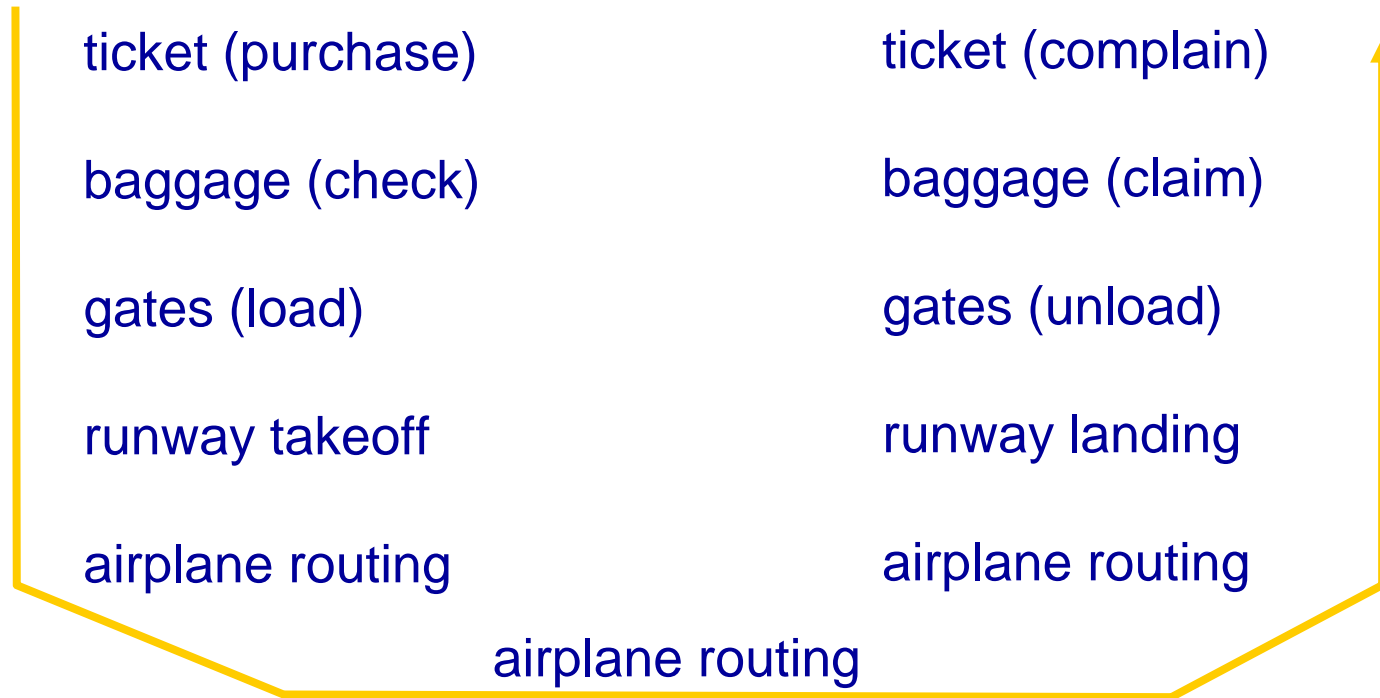 ticket (purchase)
baggage (check)
gates (load)
runway takeoff
airplane routing
airplane routing
ticket (complain)
baggage (claim)
gates (unload)
runway landing
airplane routing